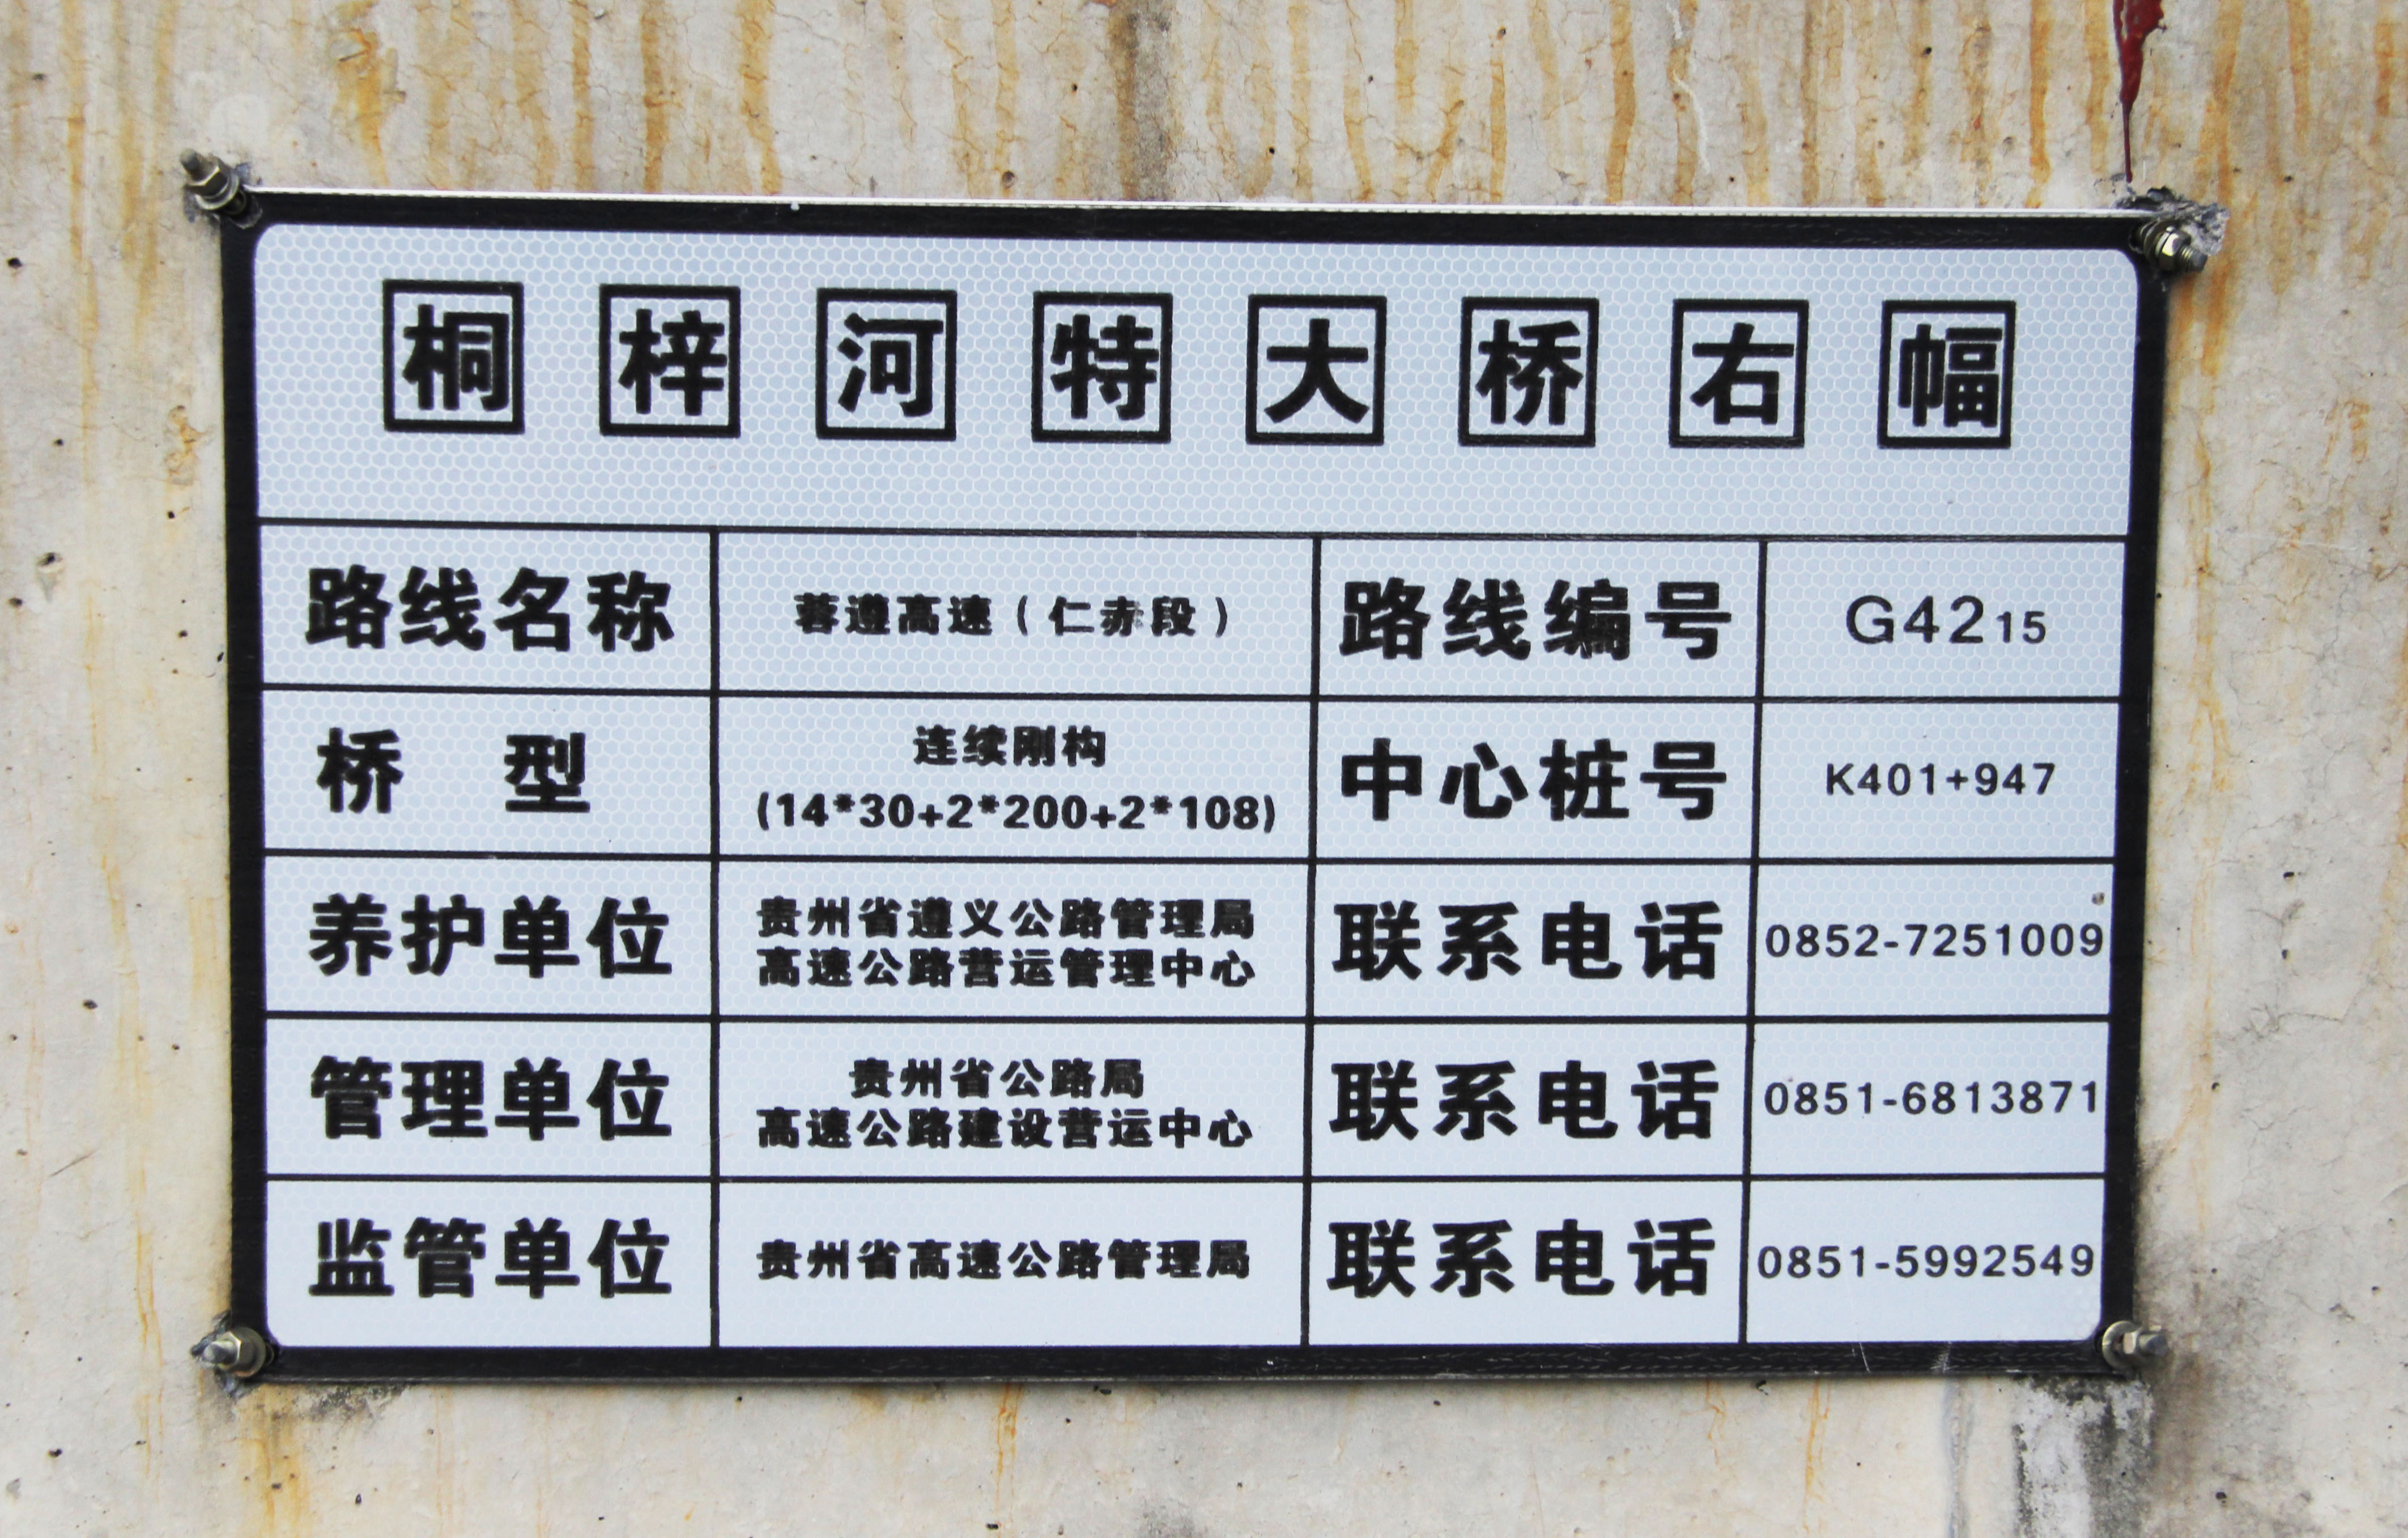 桐梓河特大桥右幅
路线名称 蓉遵高速（仁赤段） 路线编号 G4215
桥 型 连续刚构
(14*30+2*200+2*108) 中心桩号 K401+947
养护单位 贵州省遵义公路管理局
高速公路营运管理中心 联系电话 0852-7251009
管理单位 贵州省公路局
高速公路建设营运中心 联系电话 0851-6813871
监管单位 贵州省高速公路管理局 联系电话 0851-5992549